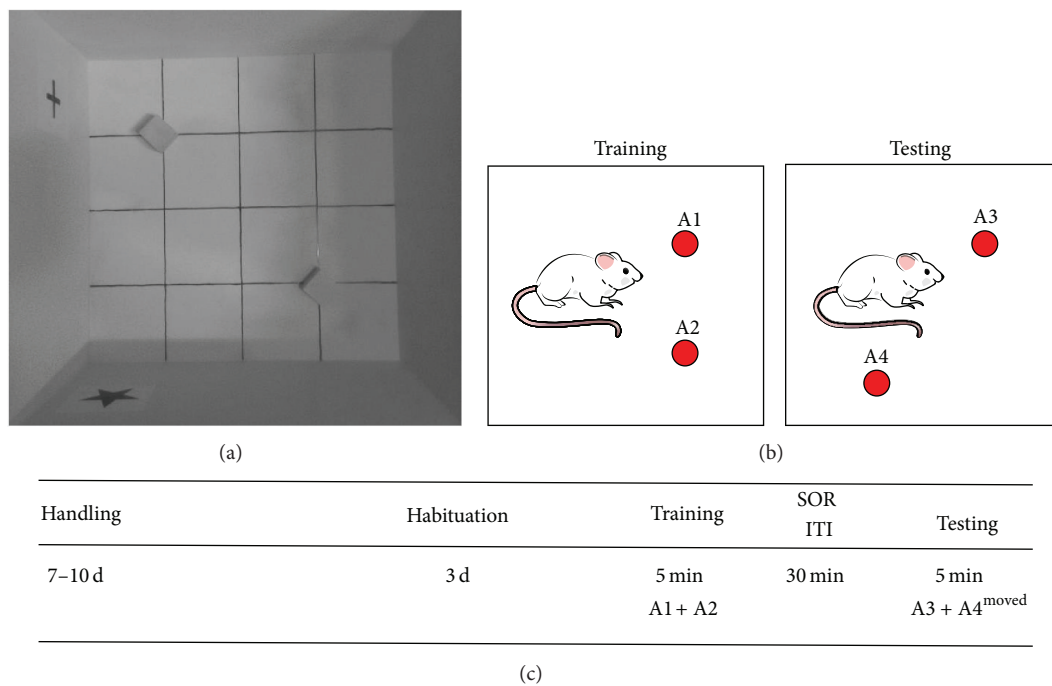 Training
Testing
A1
A2
A3
A4
(a)
(b)
Handling
Habituation
Training
SOR
ITI
Testing
7–10 d
3 d
5 min
30 min
5 min
A1 + A2
A3 + A4moved
(c)